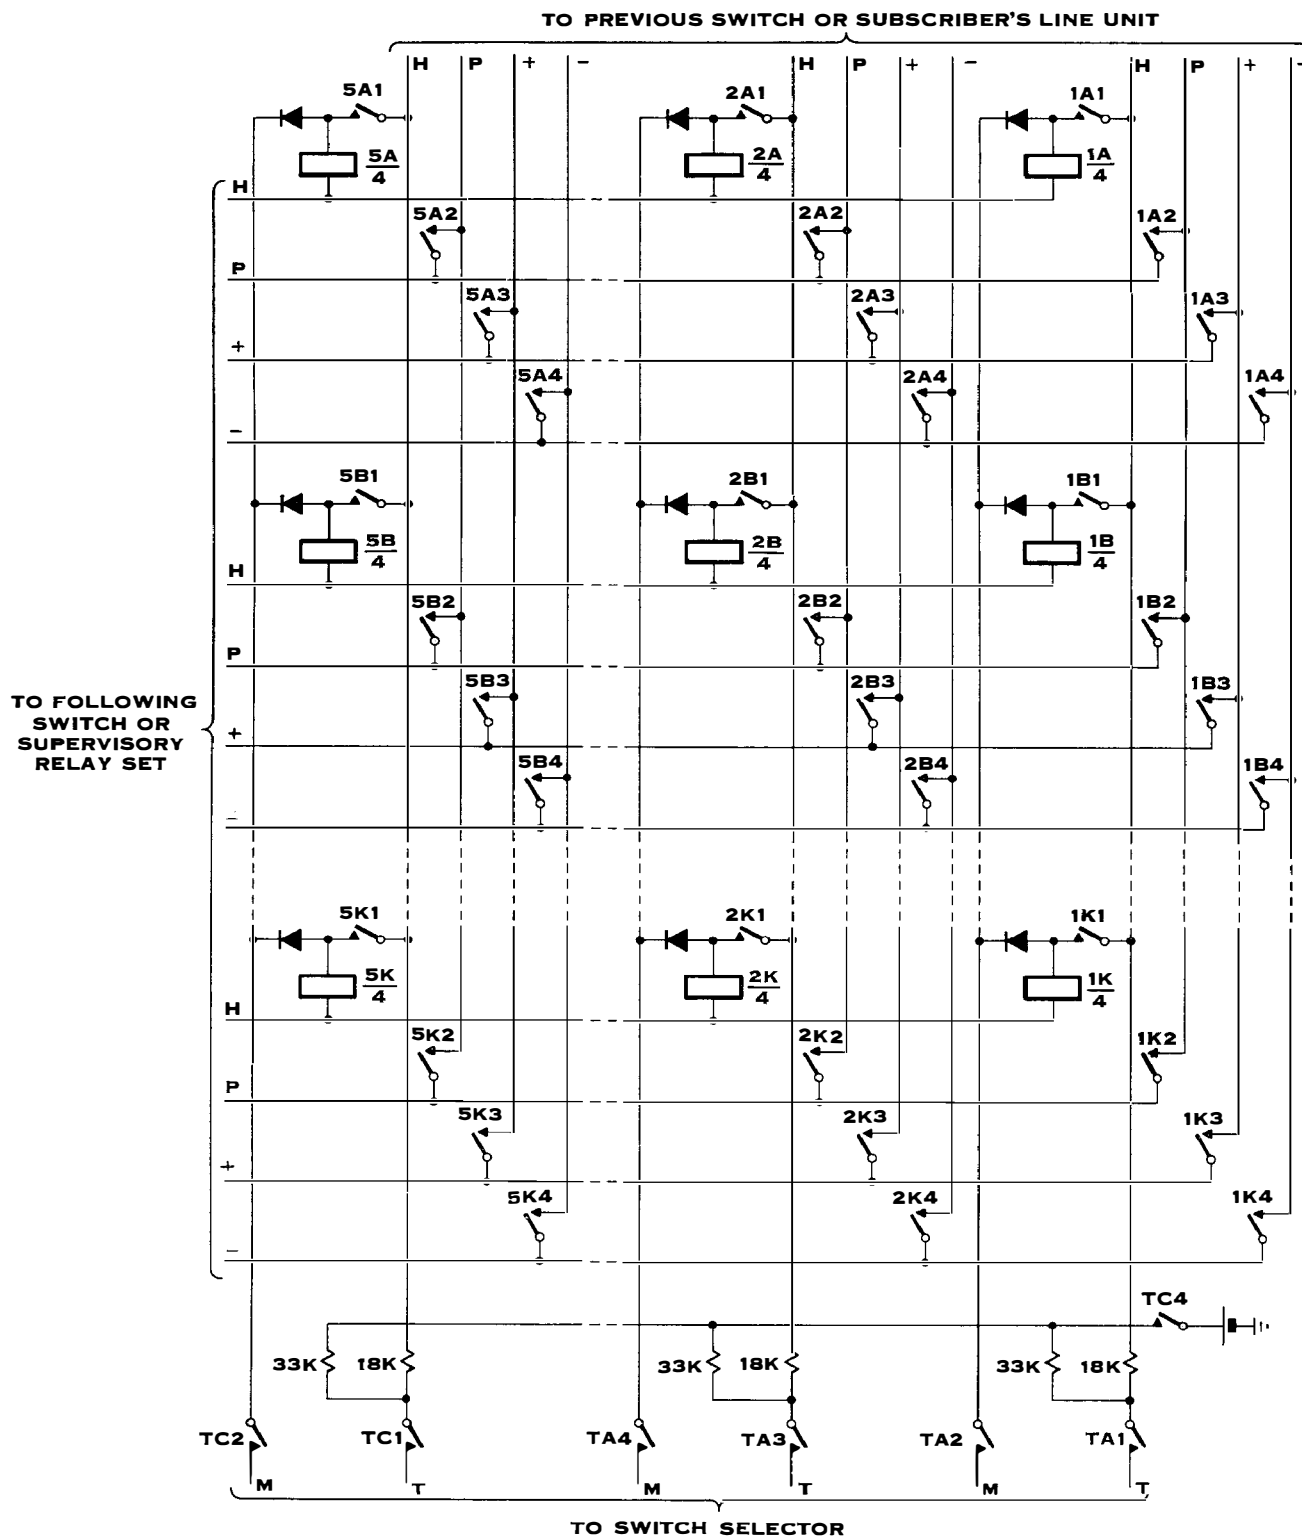 TO PREVIOUS SWITCH OR SUBSCRIBER'S LINE UNIT
H P + - H P + - H P + -
5A1 2A1 1A1
5A/4 2A/4 1A/4
H
5A2 2A2 1A2
P
5A3 2A3 1A3
+
5A4 2A4 1A4
-
5B1 2B1 1B1
5B/4 2B/4 1B/4
H
5B2 2B2 1B2
P
5B3 2B3 1B3
TO FOLLOWING
SWITCH OR
SUPERVISORY
RELAY SET
+
5B4 2B4 1B4
-
5K1 2K1 1K1
5K/4 2K/4 1K/4
H
5K2 2K2 1K2
P
5K3 2K3 1K3
+
5K4 2K4 1K4
-
TC4
33K 18K 33K 18K 33K 18K
TC2 TC1 TA4 TA3 TA2 TA1
M T M T M T
TO SWITCH SELECTOR